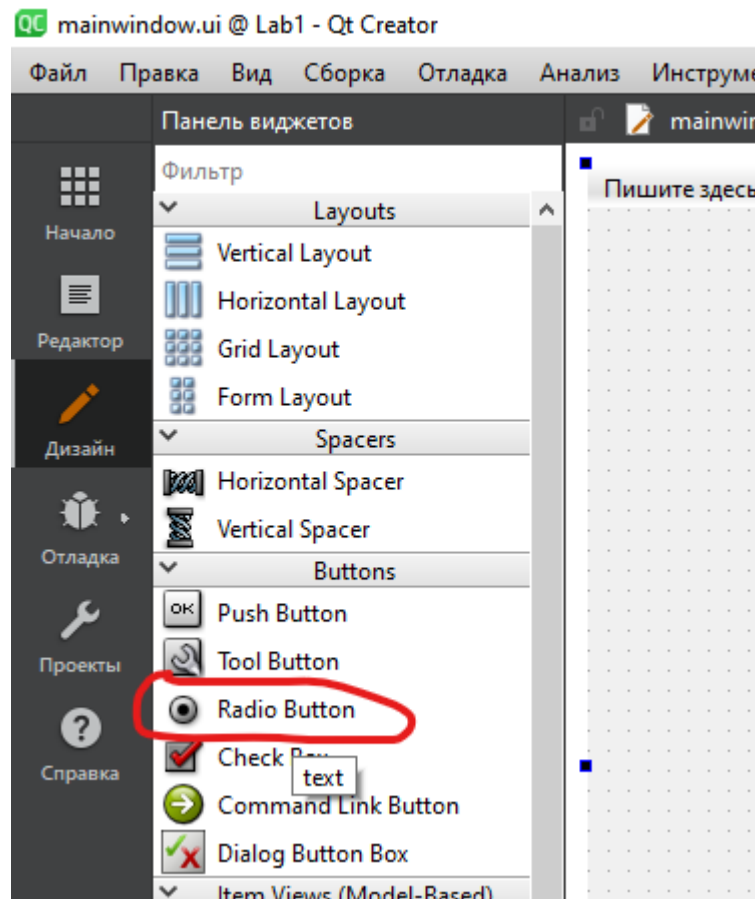 QC mainwindow.ui @ Lab1 - Qt Creator
Файл Правка Вид Сборка Отладка Анализ
Панель виджетов
Фильтр
Пишите здесь
Layouts
Начало
Vertical Layout
Horizontal Layout
Редактор
Grid Layout
Form Layout
Дизайн
Spacers
Horizontal Spacer
Vertical Spacer
Отладка
Buttons
OK
Push Button
Проекты
Tool Button
Radio Button
Справка
Check
text
Command Link Button
Dialog Button Box
Item Views (Model-Based)